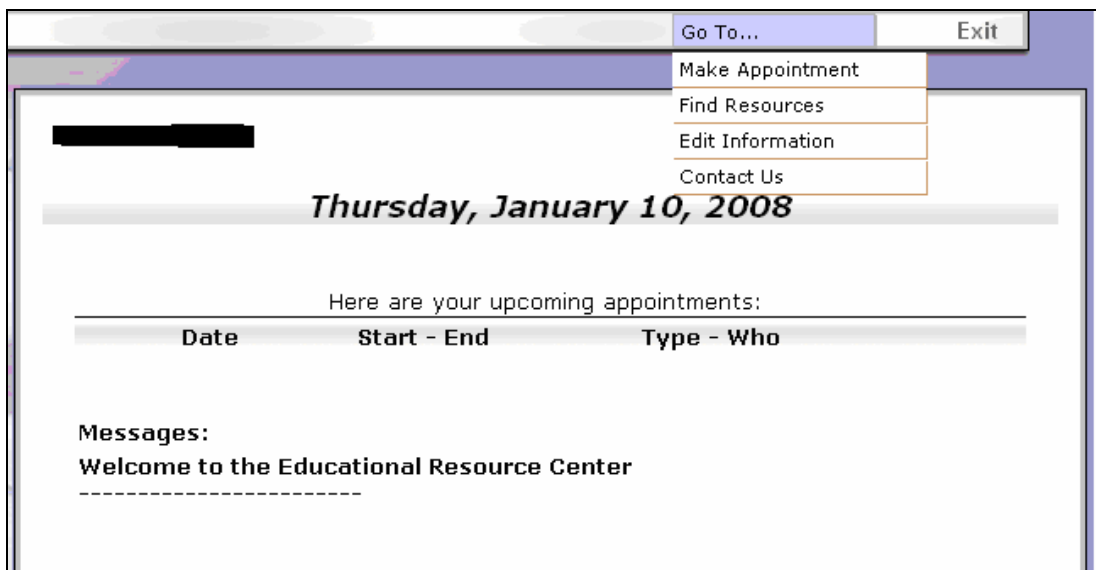 Go To... Exit
Make Appointment
Find Resources
Edit Information
Contact Us
Thursday, January 10, 2008
Here are your upcoming appointments:
Date Start - End Type - Who
Messages:
Welcome to the Educational Resource Center
-------------------------